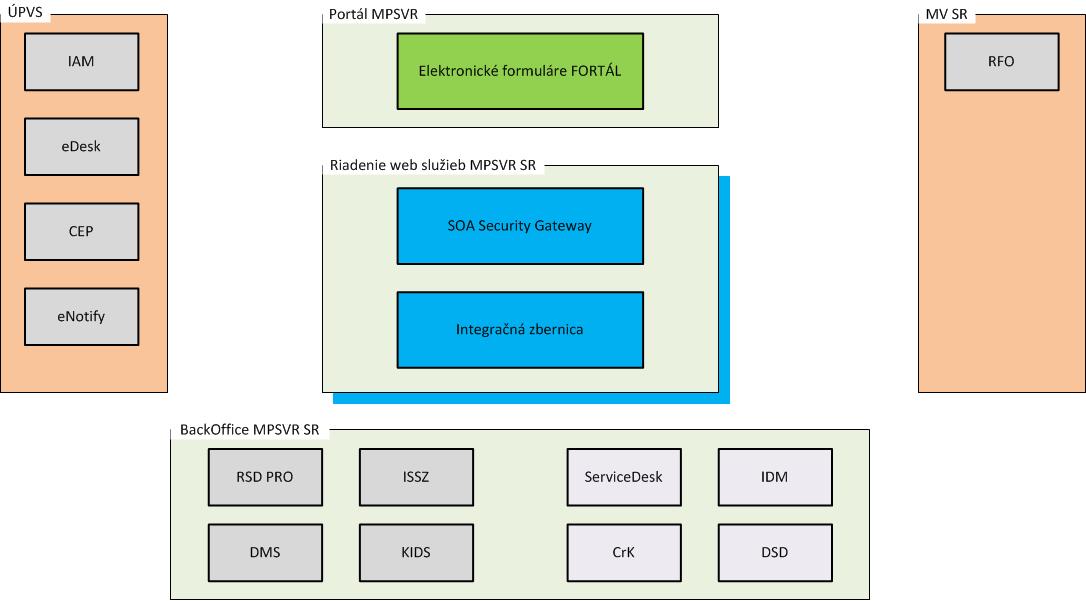 ÚPVS
IAM
eDesk
CEP
eNotify
Portál MPSVR
Elektronické formuláre FORTÁL
Riadenie web služieb MPSVR SR
SOA Security Gateway
Integračná zbernica
MV SR
RFO
BackOffice MPSVR SR
RSD PRO
ISSZ
ServiceDesk
IDM
DMS
KIDS
CrK
DSD